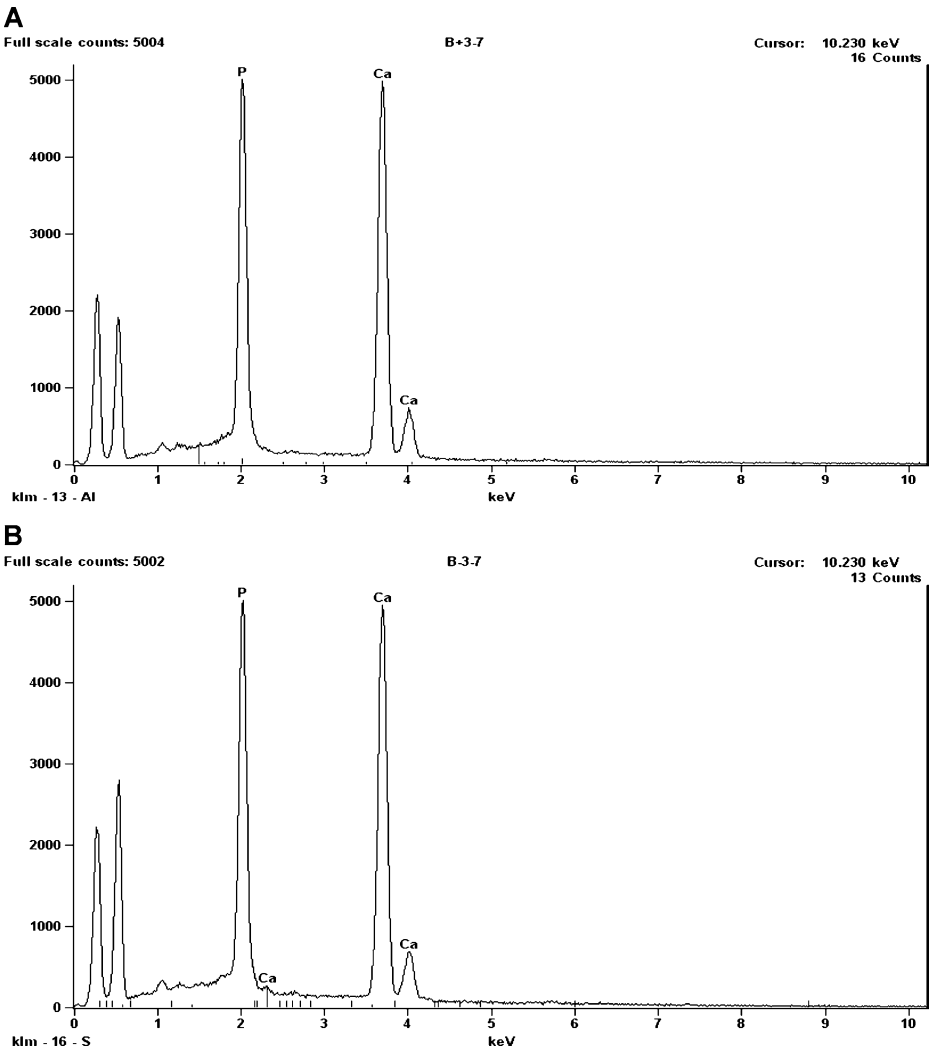 A
Full scale counts: 5004 B+3-7 Cursor: 10.230 keV
16 Counts
P
Ca
5000
4000
3000
2000
1000
Ca
0
0 1 2 3 4 5 6 7 8 9 10
klm - 13 - Al keV
B
Full scale counts: 5002 B-3-7 Cursor: 10.230 keV
13 Counts
P
Ca
5000
4000
3000
2000
1000
Ca
Ca
0
0 1 2 3 4 5 6 7 8 9 10
klm - 16 - S keV